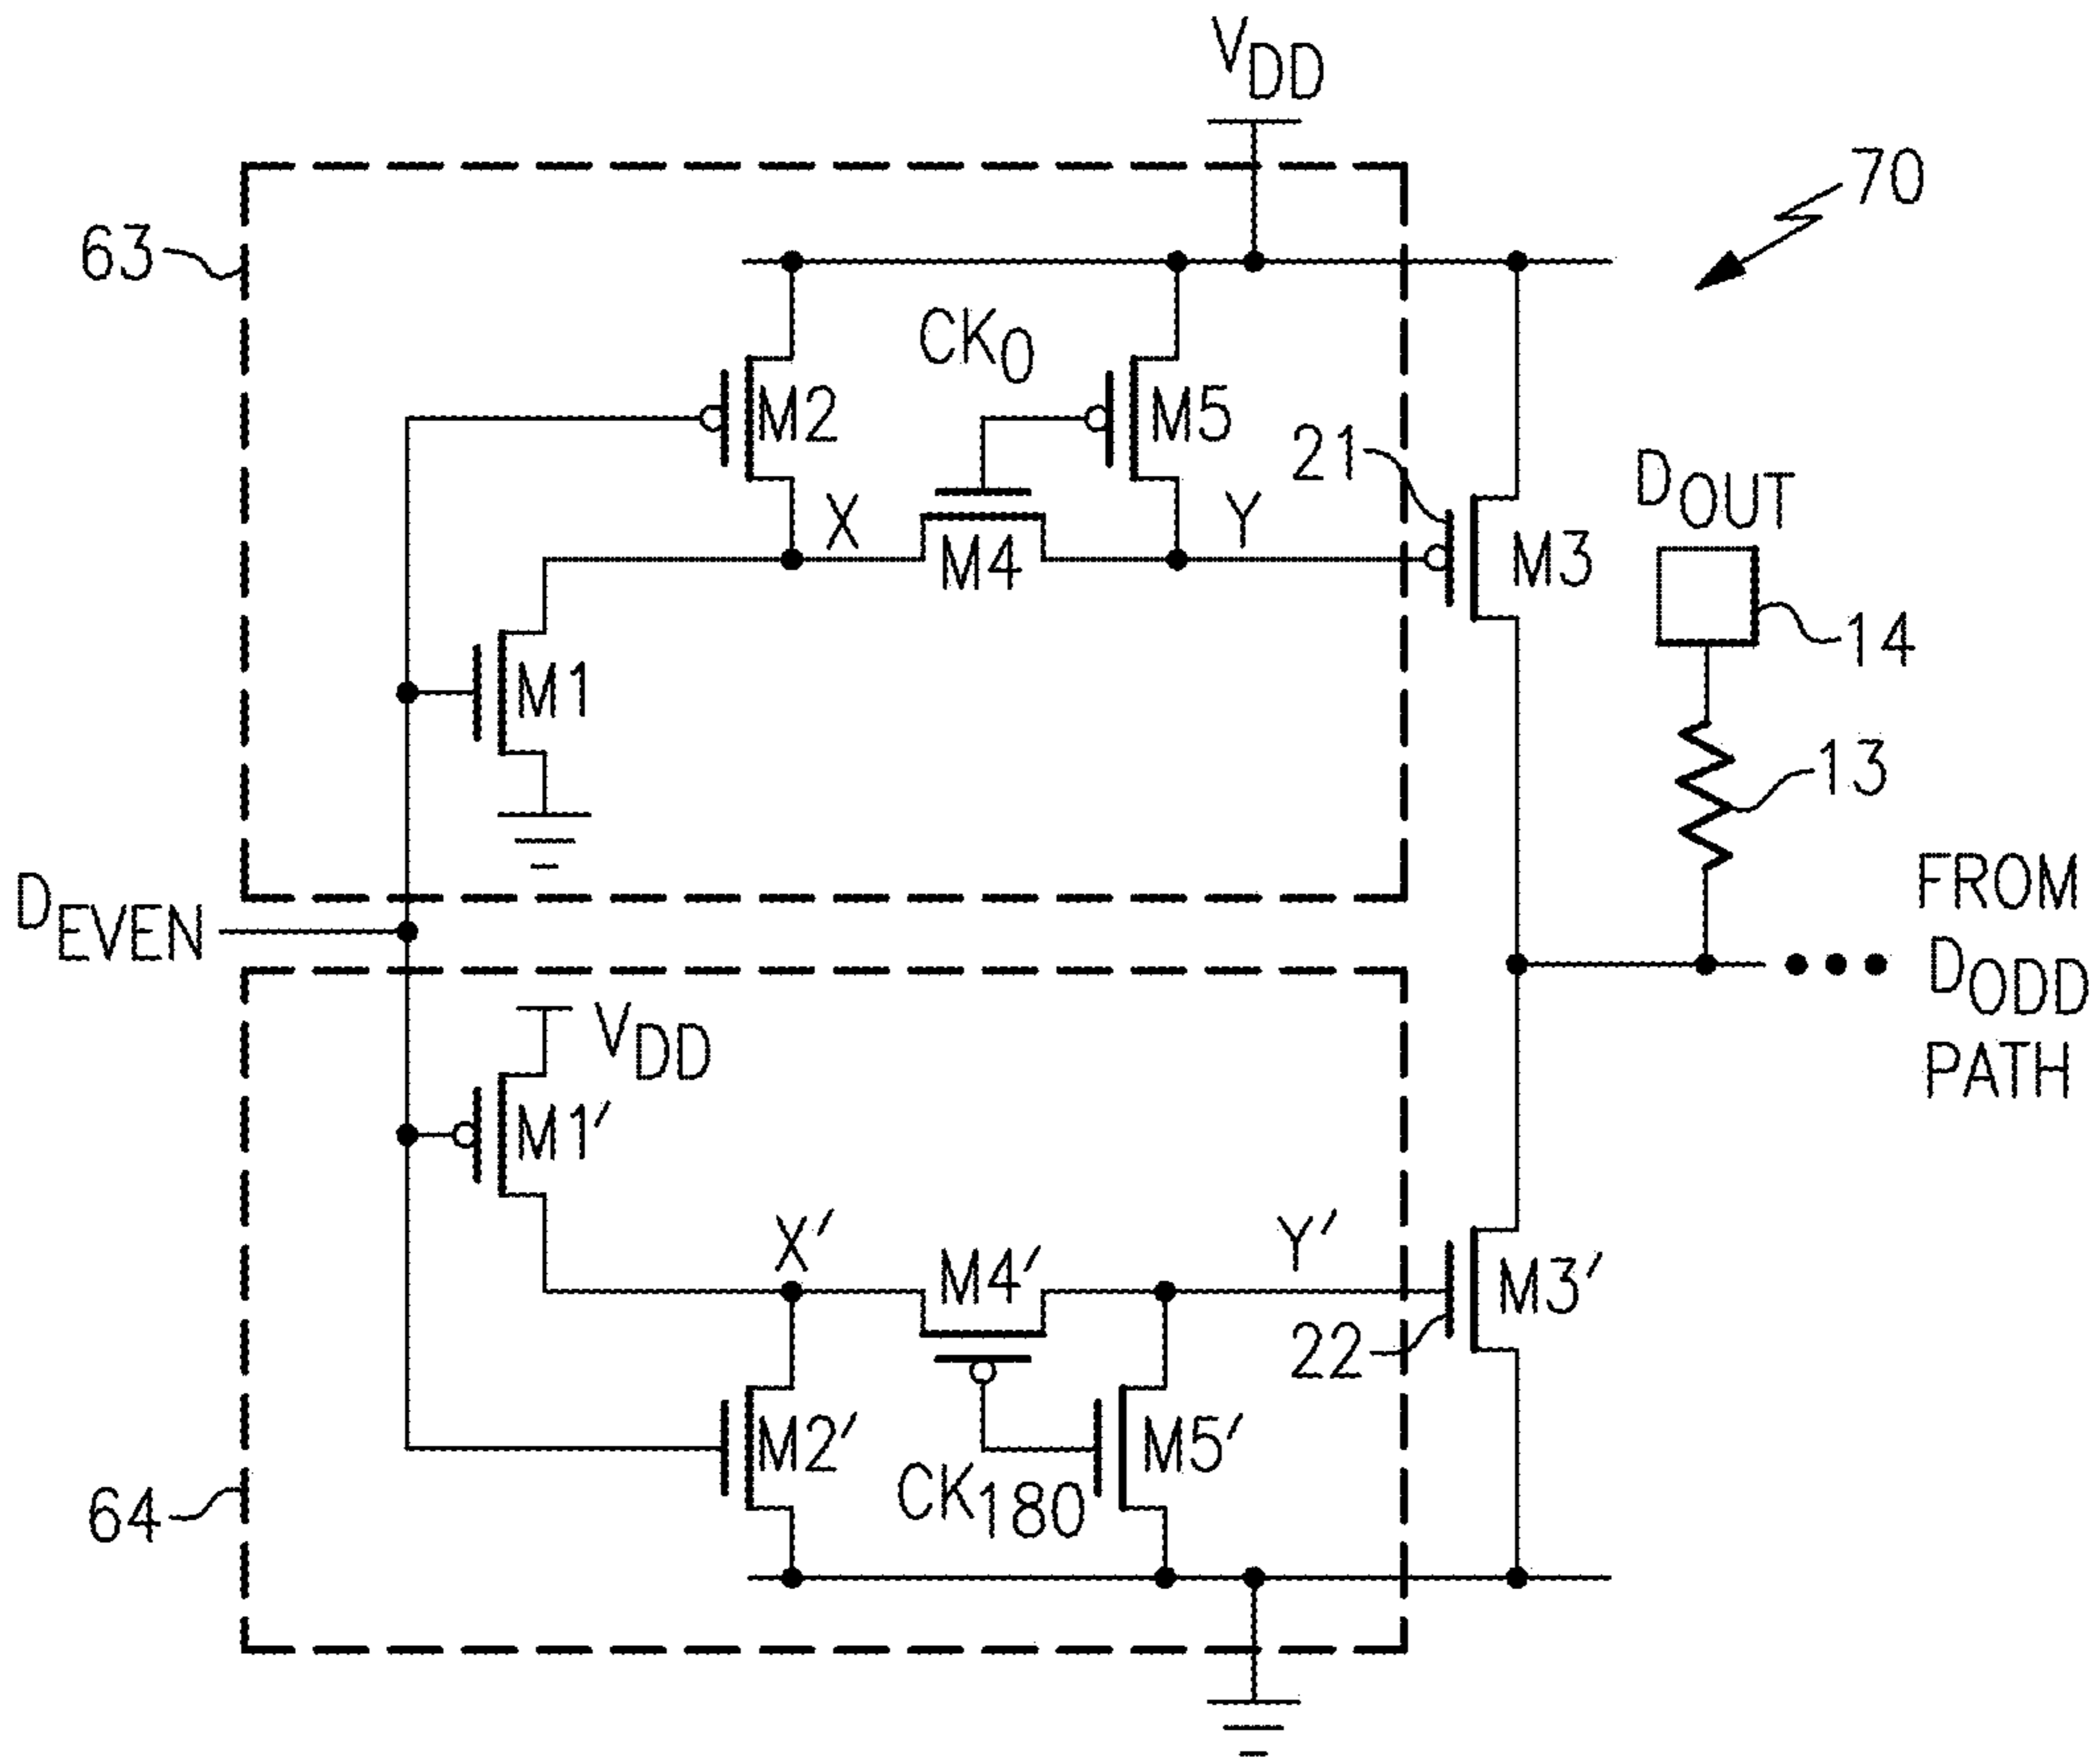 VDD
70
63
CK0
M2
M5
21
DOUT
X
Y
M4
M3
14
M1
13
DEVEN
FROM
DODD
PATH
VDD
M1'
X'
M4'
Y'
M3'
22
M2'
M5'
CK180
64